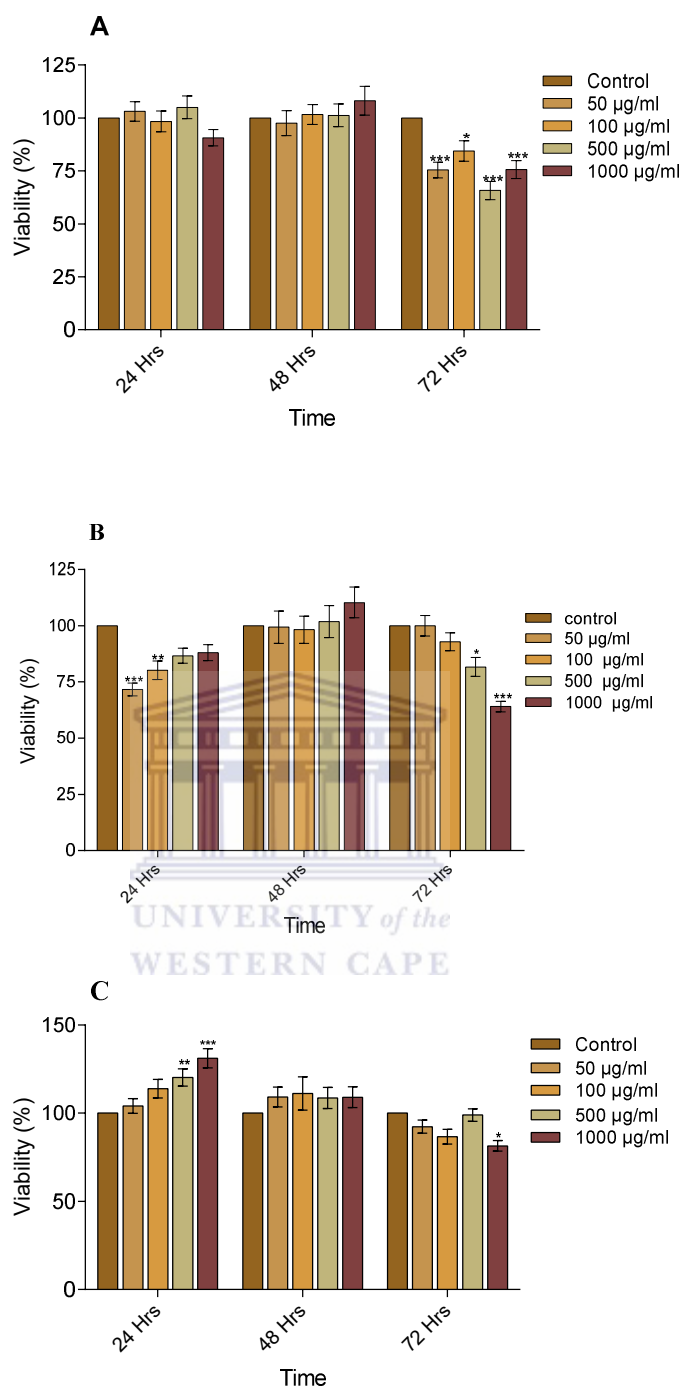 A
125
100
75
50
25
0
Viability (%)
***
*
***
***
24 Hrs
48 Hrs
72 Hrs
Time
Control
50 µg/ml
100 µg/ml
500 µg/ml
1000 µg/ml
B
125
100
75
50
25
0
Viability (%)
***
**
*
***
24 Hrs
48 Hrs
72 Hrs
Time
control
50 µg/ml
100 µg/ml
500 µg/ml
1000 µg/ml
UNIVERSITY of the
WESTERN CAPE
C
150
100
50
0
Viability (%)
**
***
*
24 Hrs
48 Hrs
72 Hrs
Time
Control
50 µg/ml
100 µg/ml
500 µg/ml
1000 µg/ml